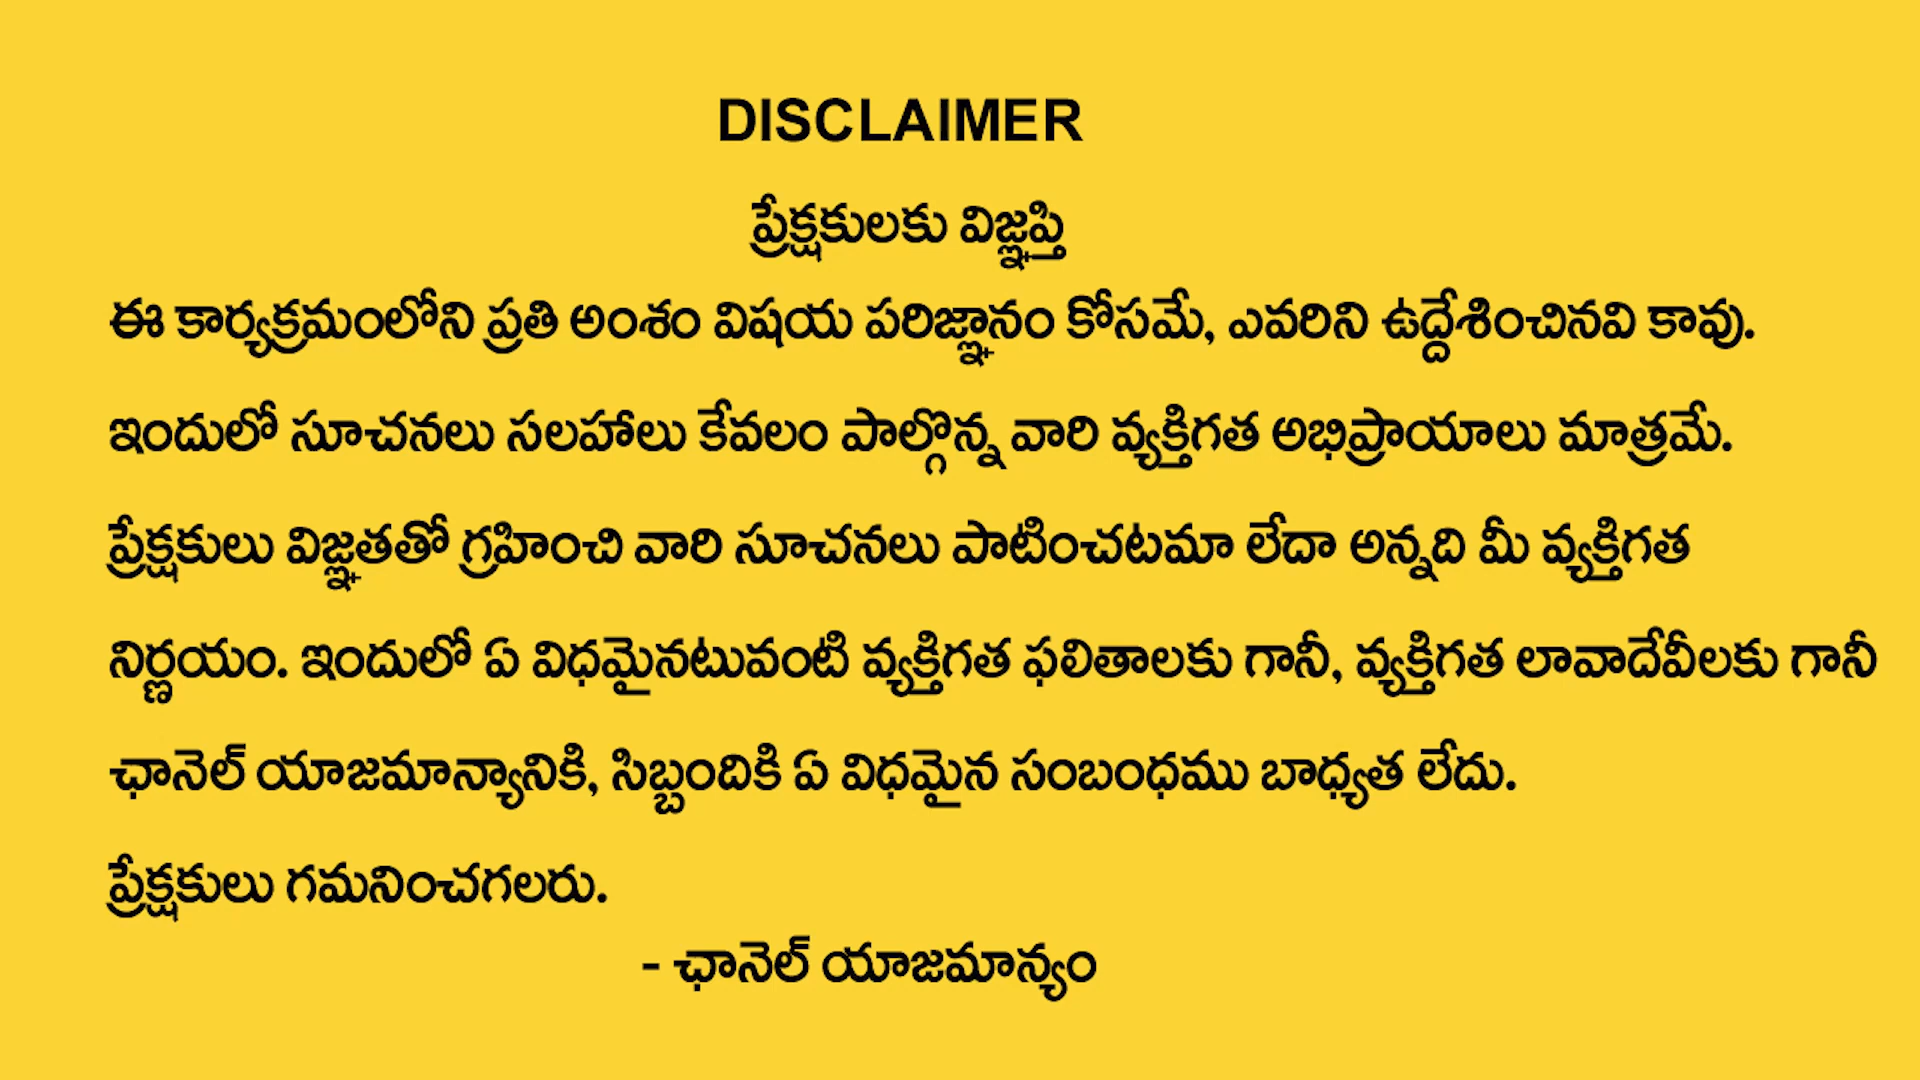 DISCLAIMER
ప్రేక్షకులకు విజ్ఞప్తి
ఈ కార్యక్రమంలోని ప్రతి అంశం విషయ పరిజ్ఞానం కోసమే, ఎవరిని ఉద్దేశించినవి కావు.
ఇందులో సూచనలు సలహాలు కేవలం పాల్గొన్న వారి వ్యక్తిగత అభిప్రాయాలు మాత్రమే.
ప్రేక్షకులు విజ్ఞతతో గ్రహించి వారి సూచనలు పాటించటమా లేదా అన్నది మీ వ్యక్తిగత
నిర్ణయం. ఇందులో ఏ విధమైనటువంటి వ్యక్తిగత ఫలితాలకు గానీ, వ్యక్తిగత లావాదేవీలకు గానీ
ఛానెల్ యాజమాన్యానికి, సిబ్బందికి ఏ విధమైన సంబంధము బాధ్యత లేదు.
ప్రేక్షకులు గమనించగలరు.
- ఛానెల్ యాజమాన్యం